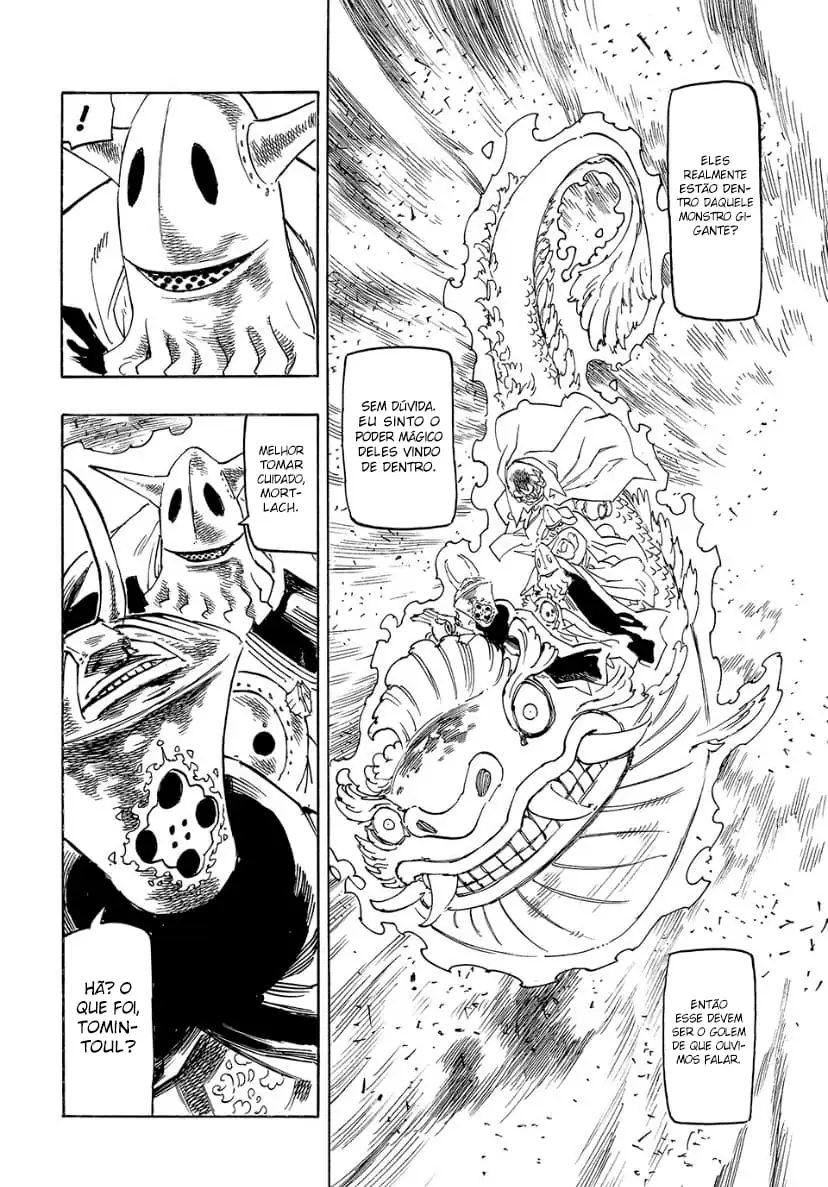 ELES
REALMENTE
ESTÃO DEN-
TRO DAQUELE
MONSTRO GI-
GANTE?
SEM DÚVIDA.
EU SINTO O
PODER MÁGICO
DELES VINDO
DE DENTRO.
ENTÃO
ESSE DEVEM
SER O GOLEM
DE QUE OUVI-
MOS FALAR.
!
MELHOR
TOMAR
CUIDADO,
MORT-
LACH.
HÃ? O
QUE FOI,
TOMIN-
TOUL?